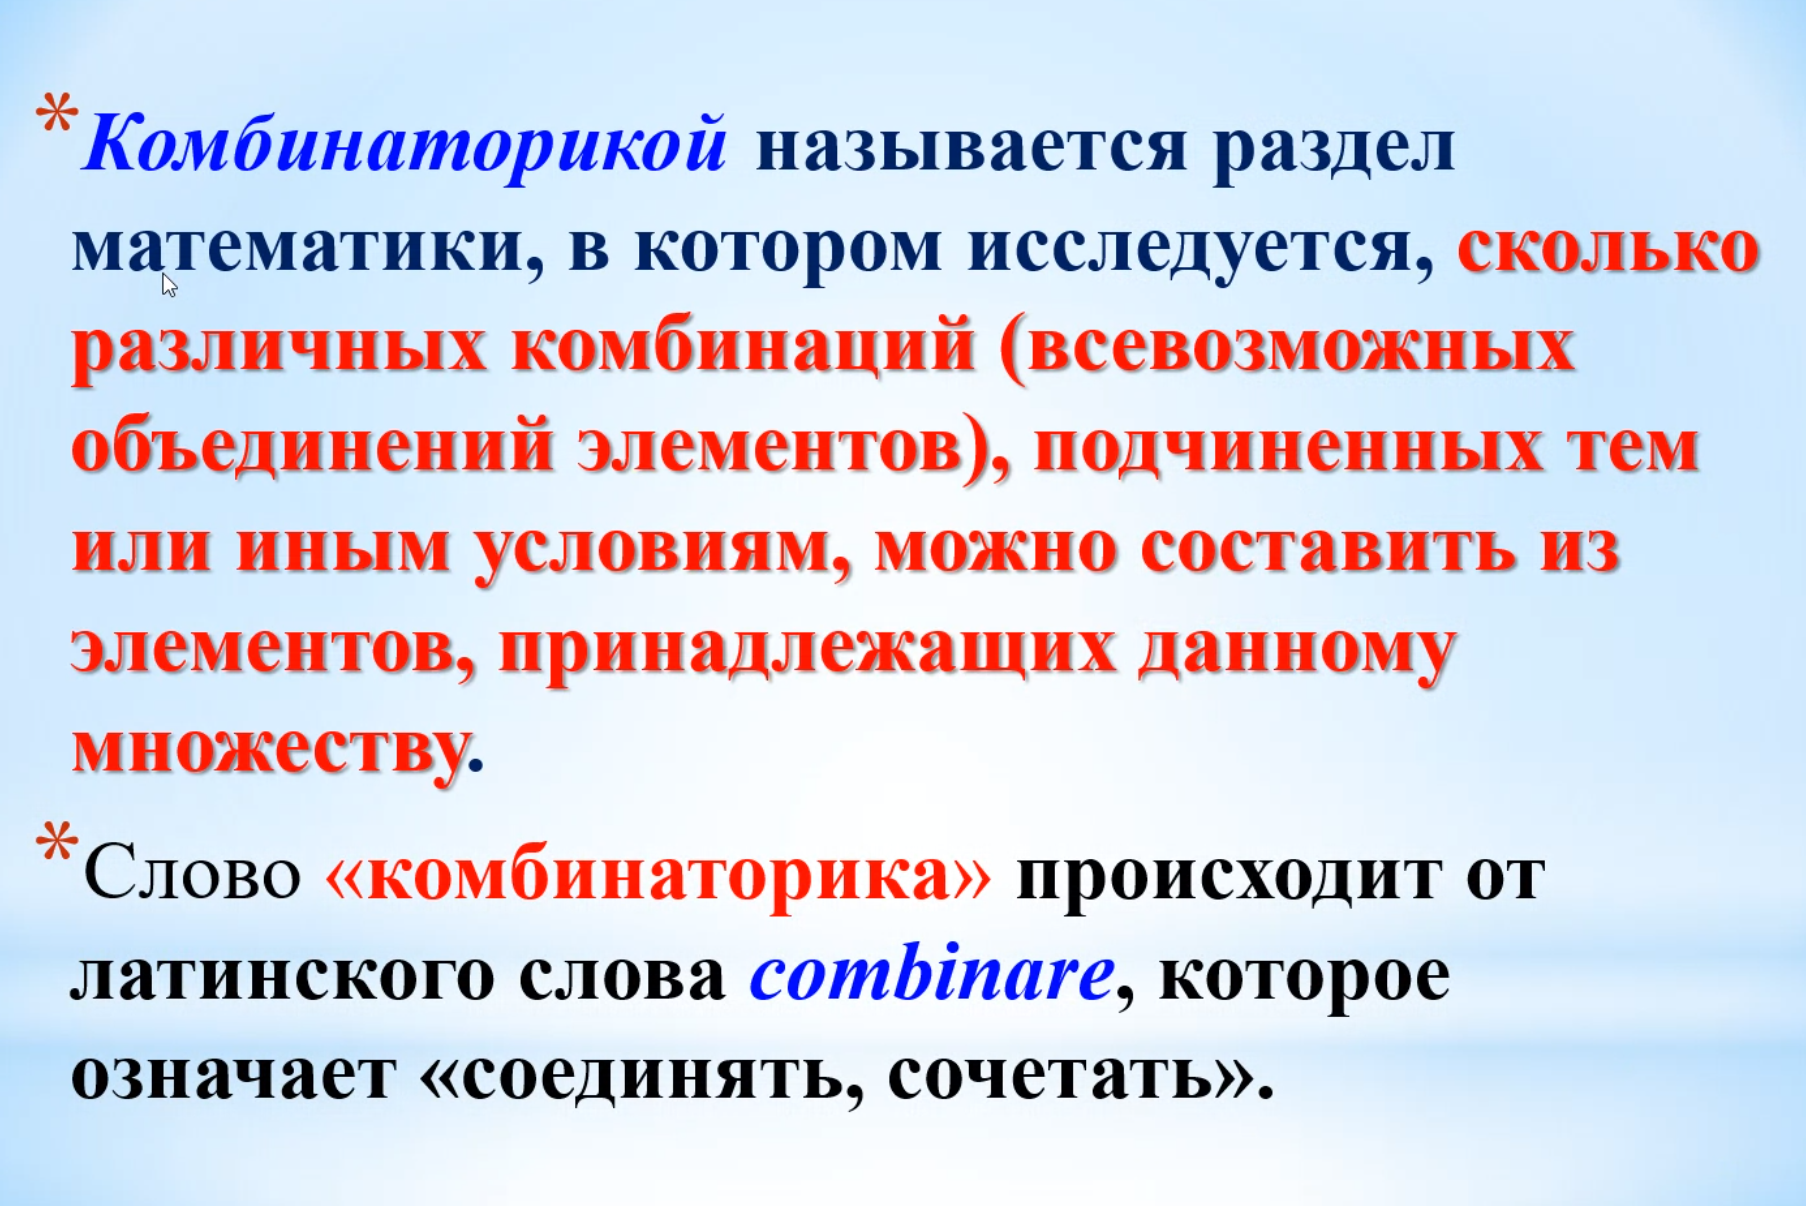 *Комбинаторикой называется раздел
математики, в котором исследуется, сколько
различных комбинаций (всевозможных
объединений элементов), подчиненных тем
или иным условиям, можно составить из
элементов, принадлежащих данному
множеству.
*Слово «комбинаторика» происходит от
латинского слова combinare, которое
означает «соединять, сочетать».